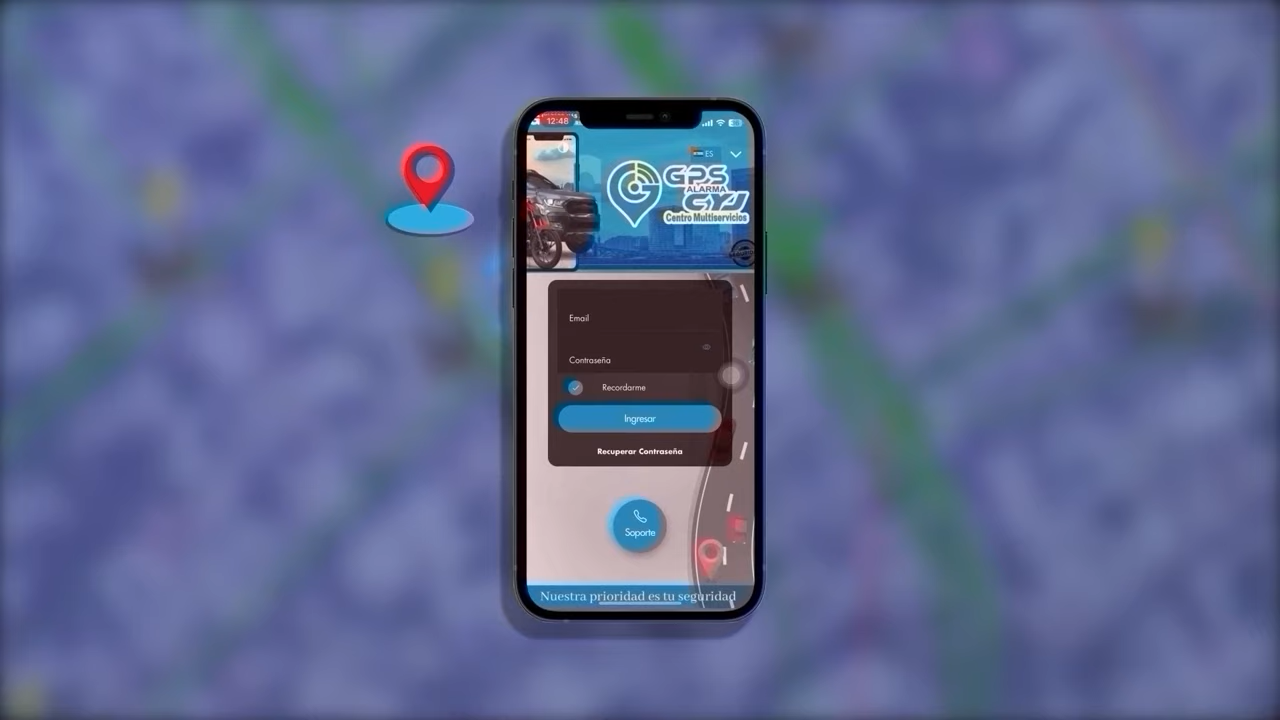 12:48
ES
GPS
ALARMA
CYJ
Centro Multiservicios
Email
Contraseña
Recordarme
Ingresar
Recuperar Contraseña
Soporte
Nuestra prioridad es tu seguridad